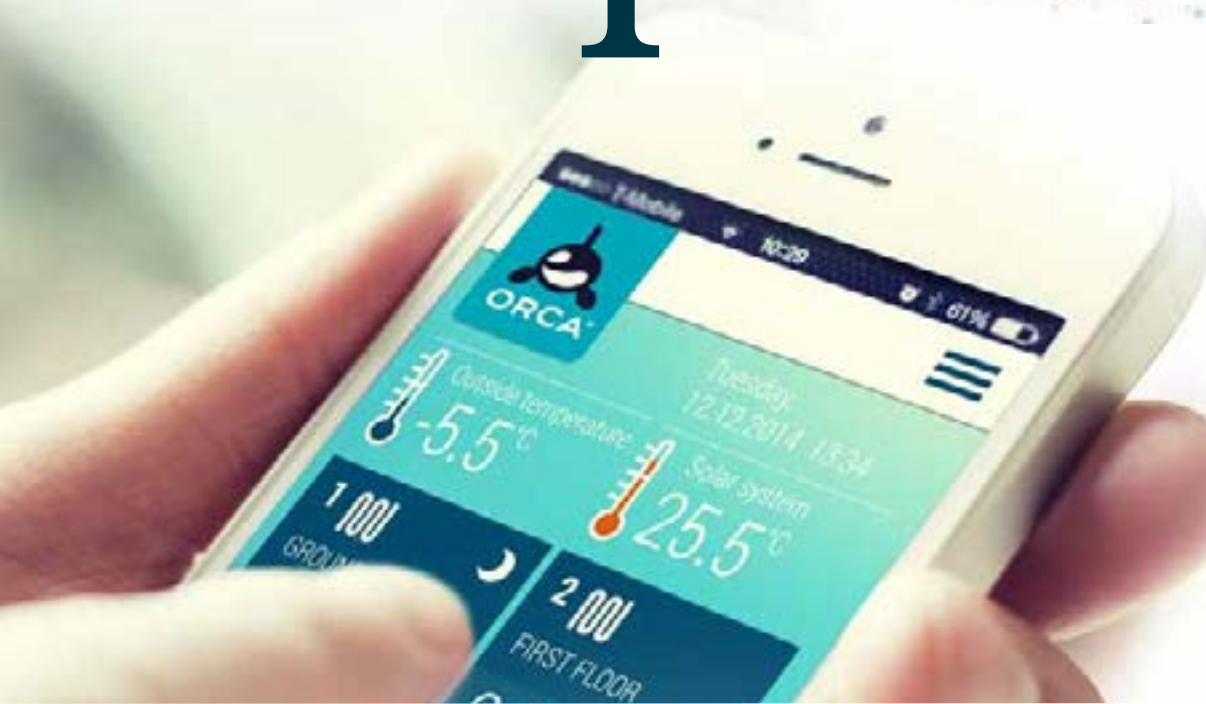 T-Mobile 10:29 61%
ORCA
Tuesday,
12.12.2014 13:34
Outside temperature
-5.5°C
Solar system
25.5°C
1
2
FIRST FLOOR